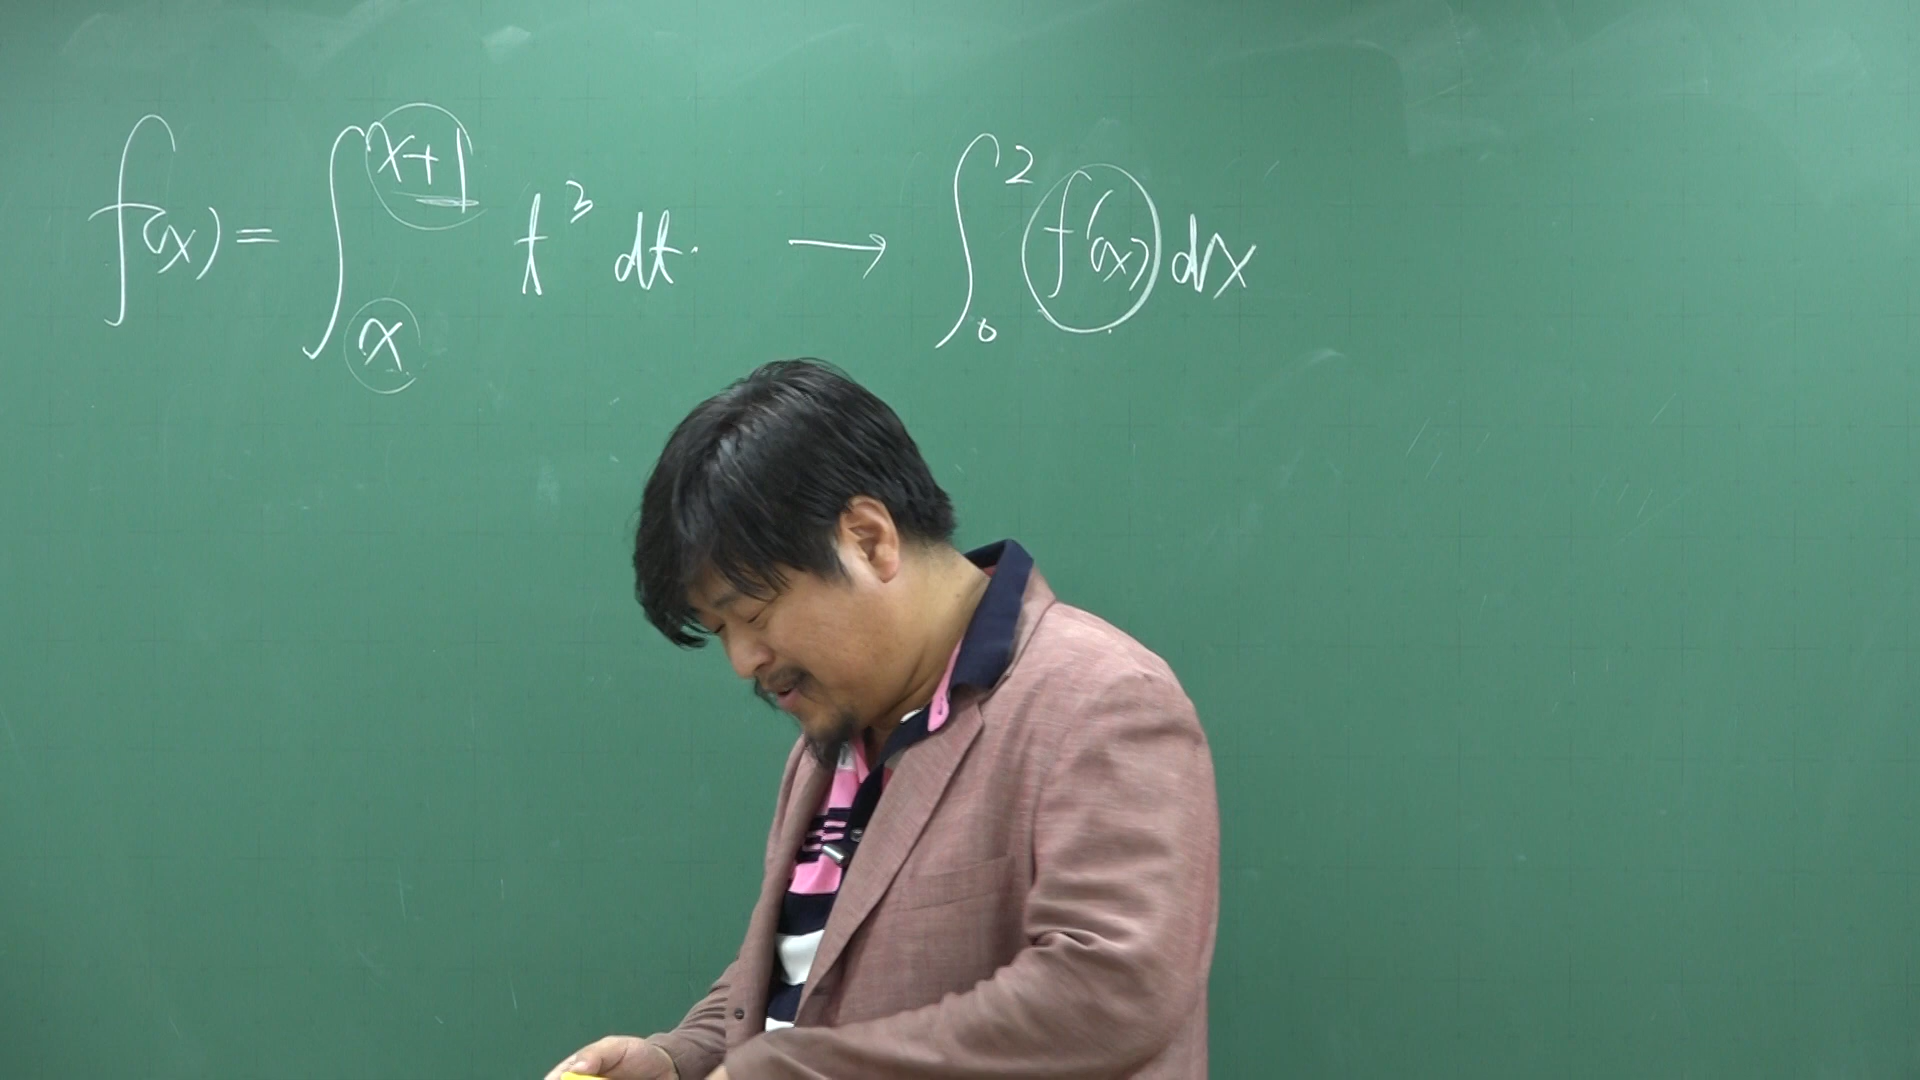 f(x) = ∫_x^{x+1} t³ dt. → ∫_0^2 f'(x) dx